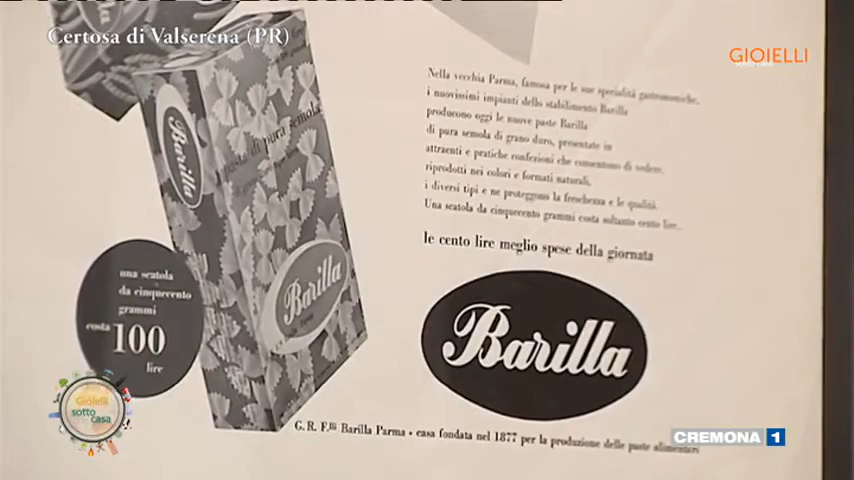 Certosa di Valserena (PR)
GIOIELLI
SOTTO CASA
Nella vecchia Parma, famosa per le sue specialità gastronomiche,
i nuovissimi impianti dello stabilimento Barilla
producono oggi le nuove paste Barilla
di pura semola di grano duro, presentate in
attraenti e pratiche confezioni che consentono di vedere,
riprodotti nei colori e formati naturali,
i diversi tipi e ne proteggono la freschezza e le qualità.
Una scatola da cinquecento grammi costa soltanto cento lire.
le cento lire meglio spese della giornata
Barilla
paste di pura semola
Barilla
una scatola
da cinquecento
grammi
costa 100
lire
Barilla
G. R. F.lli Barilla Parma - casa fondata nel 1877 per la produzione delle paste alimentari
Gioielli
sotto
casa
CREMONA 1